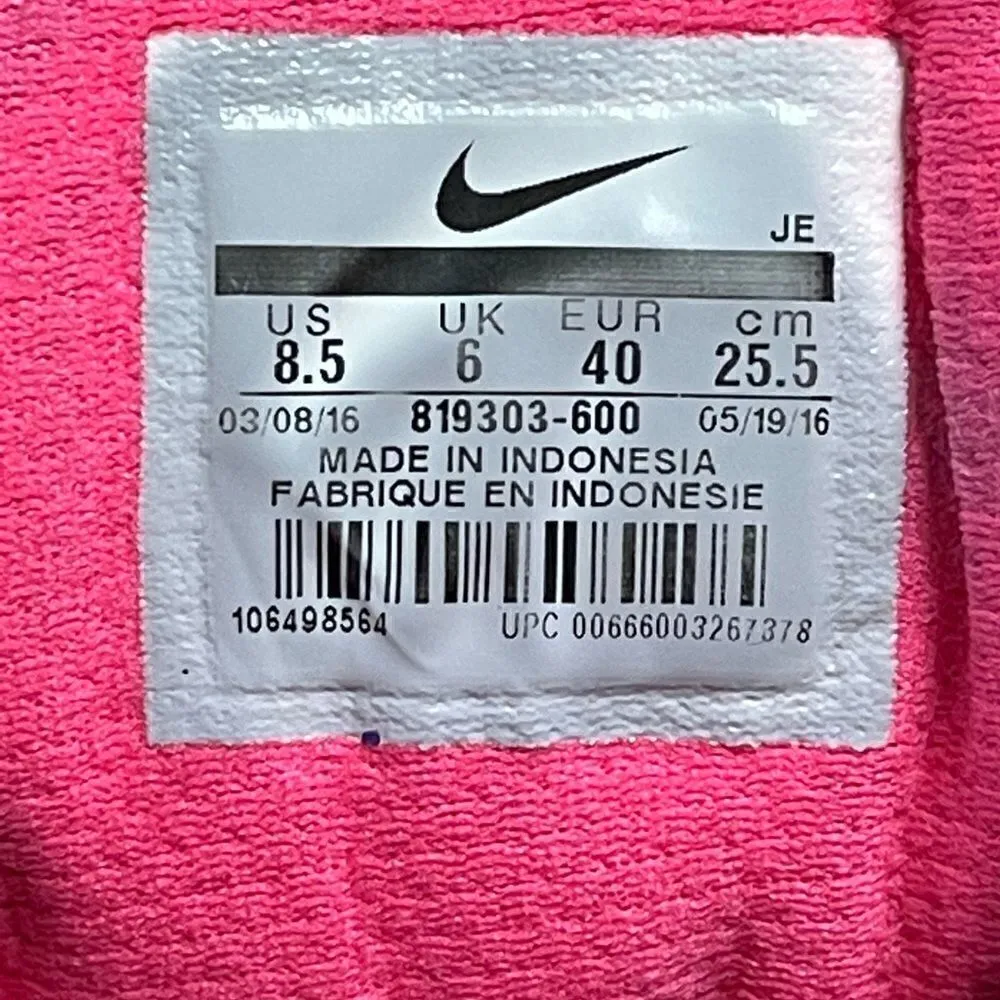 JE
US UK EUR cm
8.5 6 40 25.5
03/08/16 819303-600 05/19/16
MADE IN INDONESIA
FABRIQUE EN INDONESIE
106498564 UPC 00666003267378